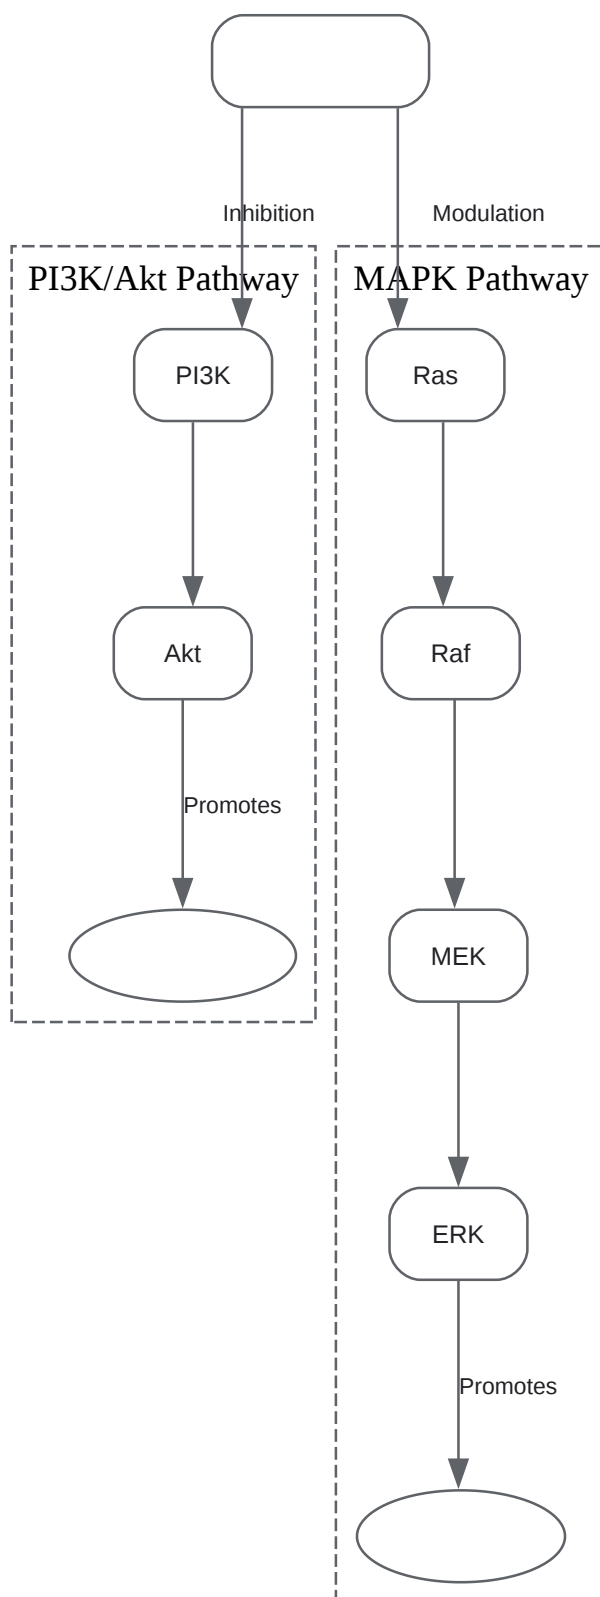 Inhibition
Modulation
PI3K/Akt Pathway
MAPK Pathway
PI3K
Ras
Akt
Raf
Promotes
MEK
ERK
Promotes